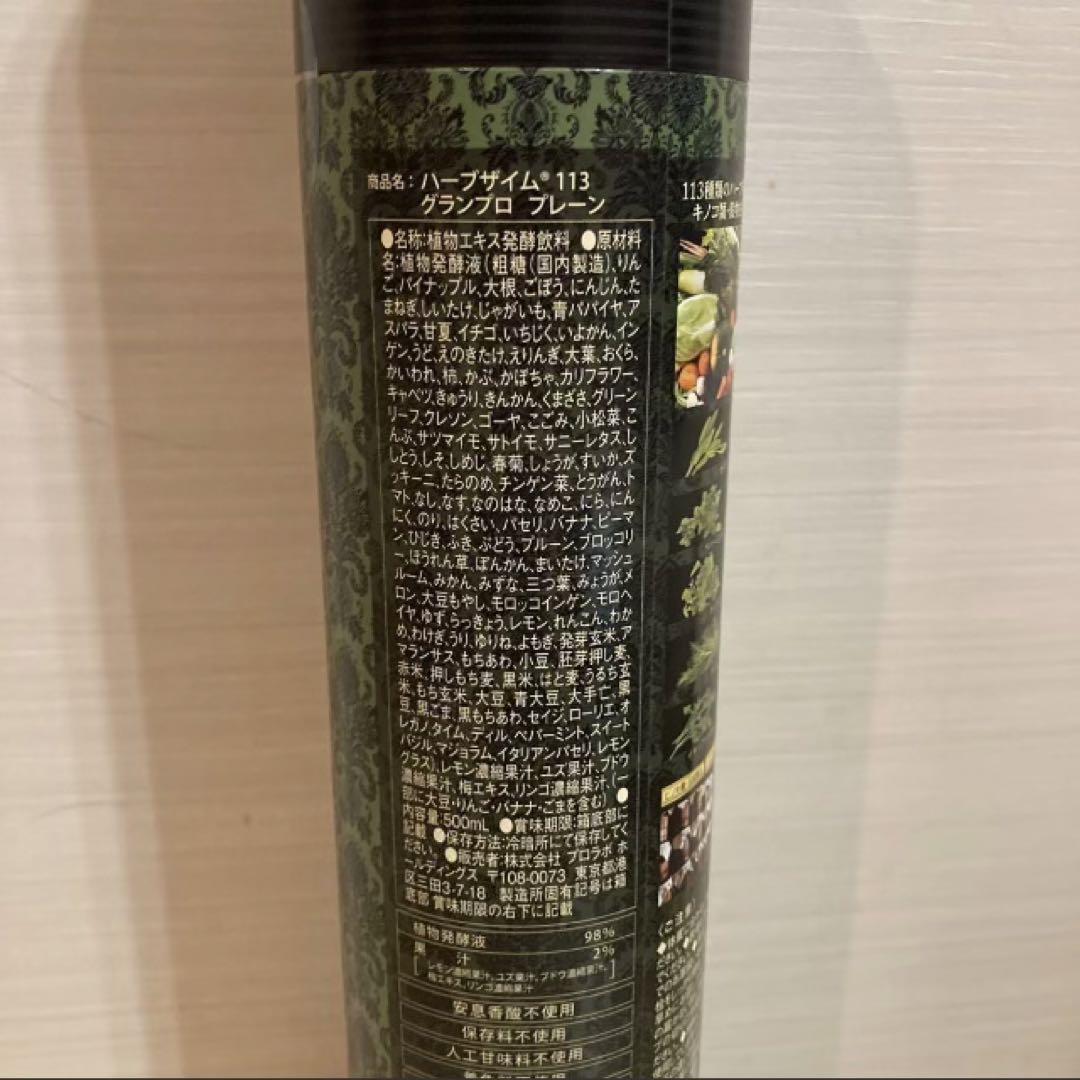 商品名：ハーブザイム®113
グランプロ プレーン
●名称:植物エキス発酵飲料 ●原材料
名:植物発酵液(粗糖(国内製造)、りん
ご、パイナップル、大根、ごぼう、にんじん、た
まねぎ、しいたけ、じゃがいも、青パパイヤ、ア
スパラ、甘夏、イチゴ、いちじく、いよかん、イン
ゲン、うど、えのきたけ、えりんぎ、大葉、おくら、
かいわれ、柿、かぶ、かぼちゃ、カリフラワー、
キャベツ、きゅうり、きんかん、くまざさ、グリーン
リーフ、クレソン、ゴーヤ、こごみ、小松菜、こ
んぶ、サツマイモ、サトイモ、サニーレタス、し
しとう、しそ、しめじ、春菊、しょうが、すいか、ズ
ッキーニ、たらのめ、チンゲン菜、とうがん、ト
マト、なし、なす、なのはな、なめこ、にら、にん
にく、のり、はくさい、パセリ、バナナ、ピーマ
ン、ひじき、ふき、ぶどう、プルーン、ブロッコリ
ー、ほうれん草、ぽんかん、まいたけ、マッシュ
ルーム、みかん、みずな、三つ葉、みょうが、メ
ロン、大豆もやし、モロッコインゲン、モロヘ
イヤ、ゆず、らっきょう、レモン、れんこん、わか
め、わけぎ、うり、ゆりね、よもぎ、発芽玄米、ア
マランサス、もちあわ、小豆、胚芽押し麦、
赤米、押しもち麦、黒米、はと麦、うるち玄
米、もち玄米、大豆、青大豆、大手亡、黒
豆、黒ごま、黒もちあわ、セイジ、ローリエ、オ
レガノ、タイム、ディル、ペパーミント、スイート
バジル、マジョラム、イタリアンパセリ、レモン
グラス)、レモン濃縮果汁、ユズ果汁、ブドウ
濃縮果汁、梅エキス、リンゴ濃縮果汁、(一
部に大豆・りんご・バナナ・ごまを含む) ●
内容量:500mL ●賞味期限:箱底部に
記載 ●保存方法:冷暗所にて保存してく
ださい。 ●販売者:株式会社 プロラボ ホ
ールディングス 〒108-0073 東京都港
区三田3-7-18 製造所固有記号は箱
底部 賞味期限の右下に記載
植物発酵液 98%
果汁 2%
[レモン濃縮果汁、ユズ果汁、ブドウ濃縮果汁、
梅エキス、リンゴ濃縮果汁]
安息香酸不使用
保存料不使用
人工甘味料不使用
113種類のハー
キノコ類・